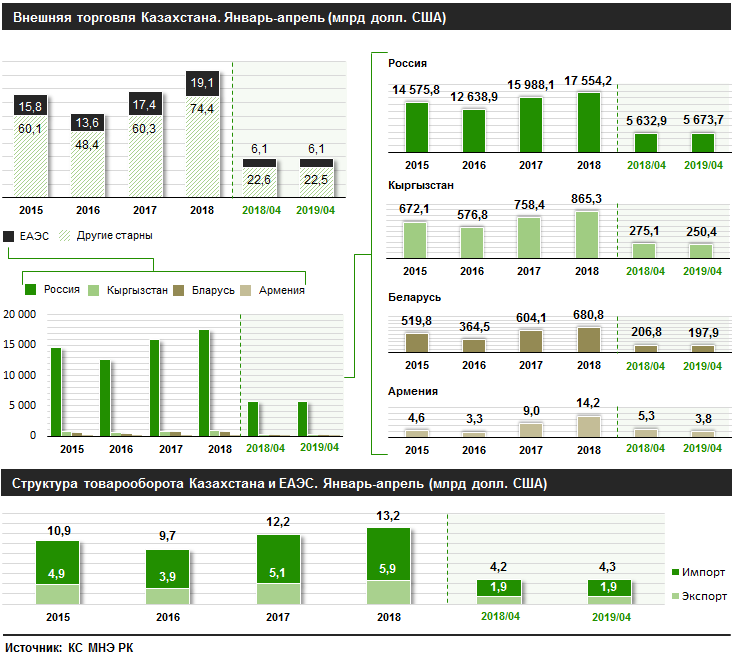 Внешняя торговля Казахстана. Январь-апрель (млрд долл. США)
15,8 13,6 17,4 19,1 6,1 6,1
60,1 48,4 60,3 74,4 22,6 22,5
2015 2016 2017 2018 2018/04 2019/04
ЕАЭС Другие старны
Россия Кыргызстан Бларусь Армения
20 000
15 000
10 000
5 000
0
2015 2016 2017 2018 2018/04 2019/04
Россия
14 575,8 12 638,9 15 988,1 17 554,2 5 632,9 5 673,7
2015 2016 2017 2018 2018/04 2019/04
Кыргызстан
672,1 576,8 758,4 865,3 275,1 250,4
2015 2016 2017 2018 2018/04 2019/04
Беларусь
519,8 364,5 604,1 680,8 206,8 197,9
2015 2016 2017 2018 2018/04 2019/04
Армения
4,6 3,3 9,0 14,2 5,3 3,8
2015 2016 2017 2018 2018/04 2019/04
Структура товарооборота Казахстана и ЕАЭС. Январь-апрель (млрд долл. США)
10,9 9,7 12,2 13,2 4,2 4,3
4,9 3,9 5,1 5,9 1,9 1,9
Импорт
Экспорт
2015 2016 2017 2018 2018/04 2019/04
Источник: КС МНЭ РК